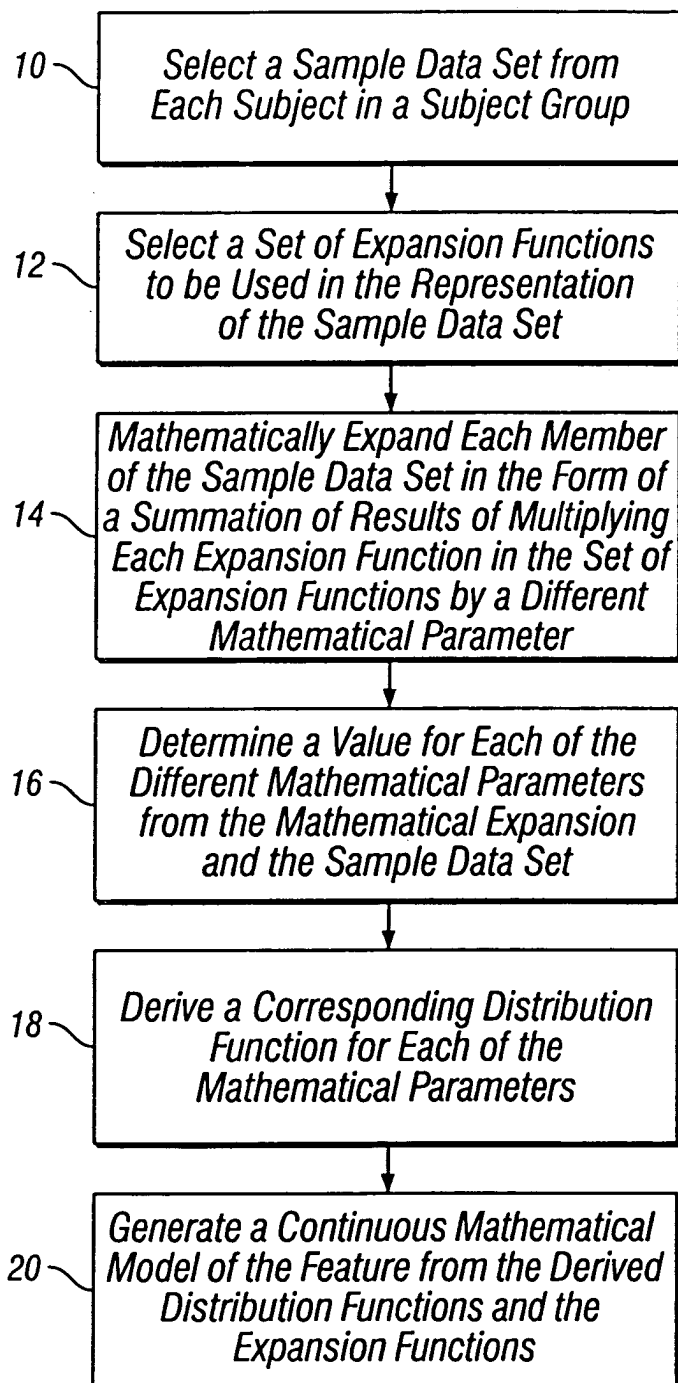 10
Select a Sample Data Set from
Each Subject in a Subject Group
12
Select a Set of Expansion Functions
to be Used in the Representation
of the Sample Data Set
14
Mathematically Expand Each Member
of the Sample Data Set in the Form of
a Summation of Results of Multiplying
Each Expansion Function in the Set of
Expansion Functions by a Different
Mathematical Parameter
16
Determine a Value for Each of the
Different Mathematical Parameters
from the Mathematical Expansion
and the Sample Data Set
18
Derive a Corresponding Distribution
Function for Each of the
Mathematical Parameters
20
Generate a Continuous Mathematical
Model of the Feature from the Derived
Distribution Functions and the
Expansion Functions